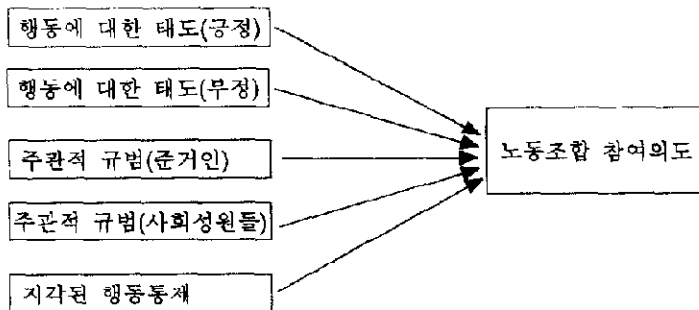 행동에 대한 태도(긍정)
행동에 대한 태도(부정)
주관적 규범(준거인)
노동조합 참여의도
주관적 규범(사회성원들)
지각된 행동통제